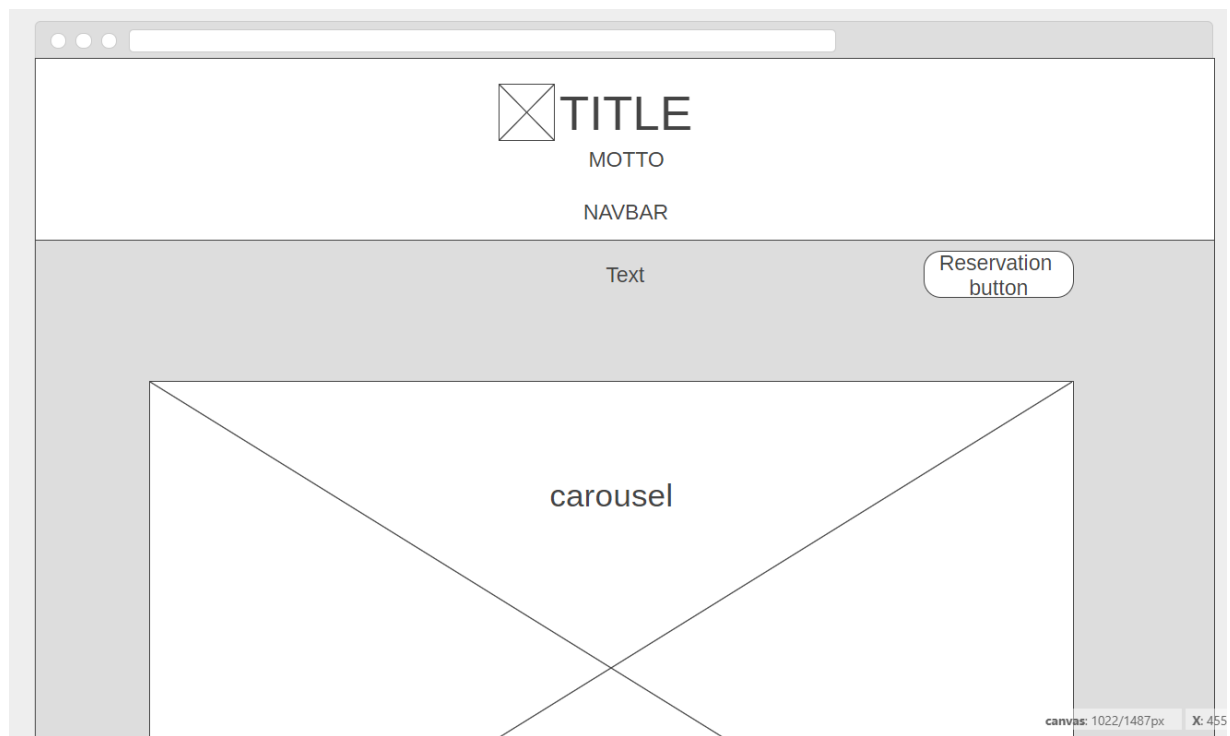 TITLE
MOTTO
NAVBAR
Text
Reservation
button
carousel
canvas: 1022/1487px
X: 455